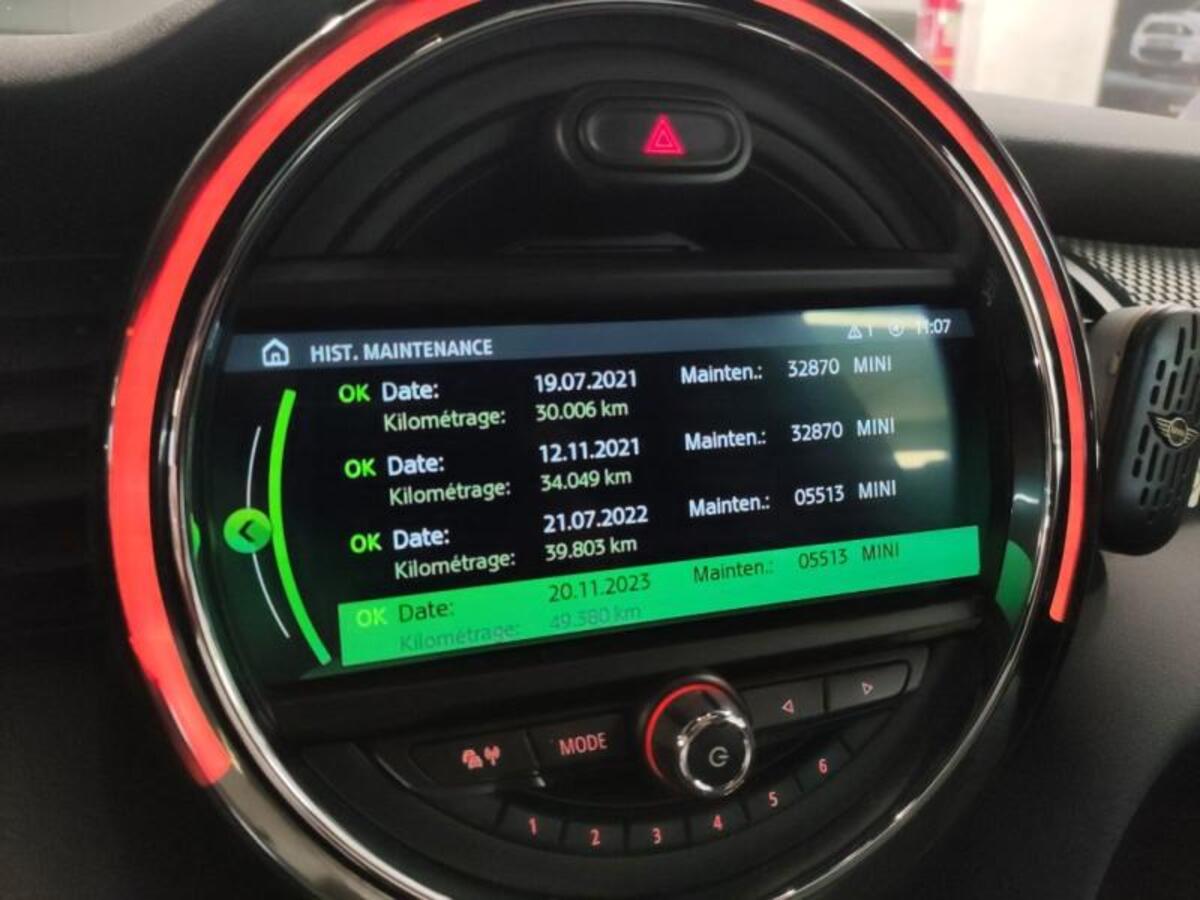 HIST. MAINTENANCE 1 11:07
OK Date: 19.07.2021 Mainten.: 32870 MINI
Kilométrage: 30.006 km
OK Date: 12.11.2021 Mainten.: 32870 MINI
Kilométrage: 34.049 km
OK Date: 21.07.2022 Mainten.: 05513 MINI
Kilométrage: 39.803 km
OK Date: 20.11.2023 Mainten.: 05513 MINI
Kilométrage: 49.380 km
MODE
1 2 3 4 5 6